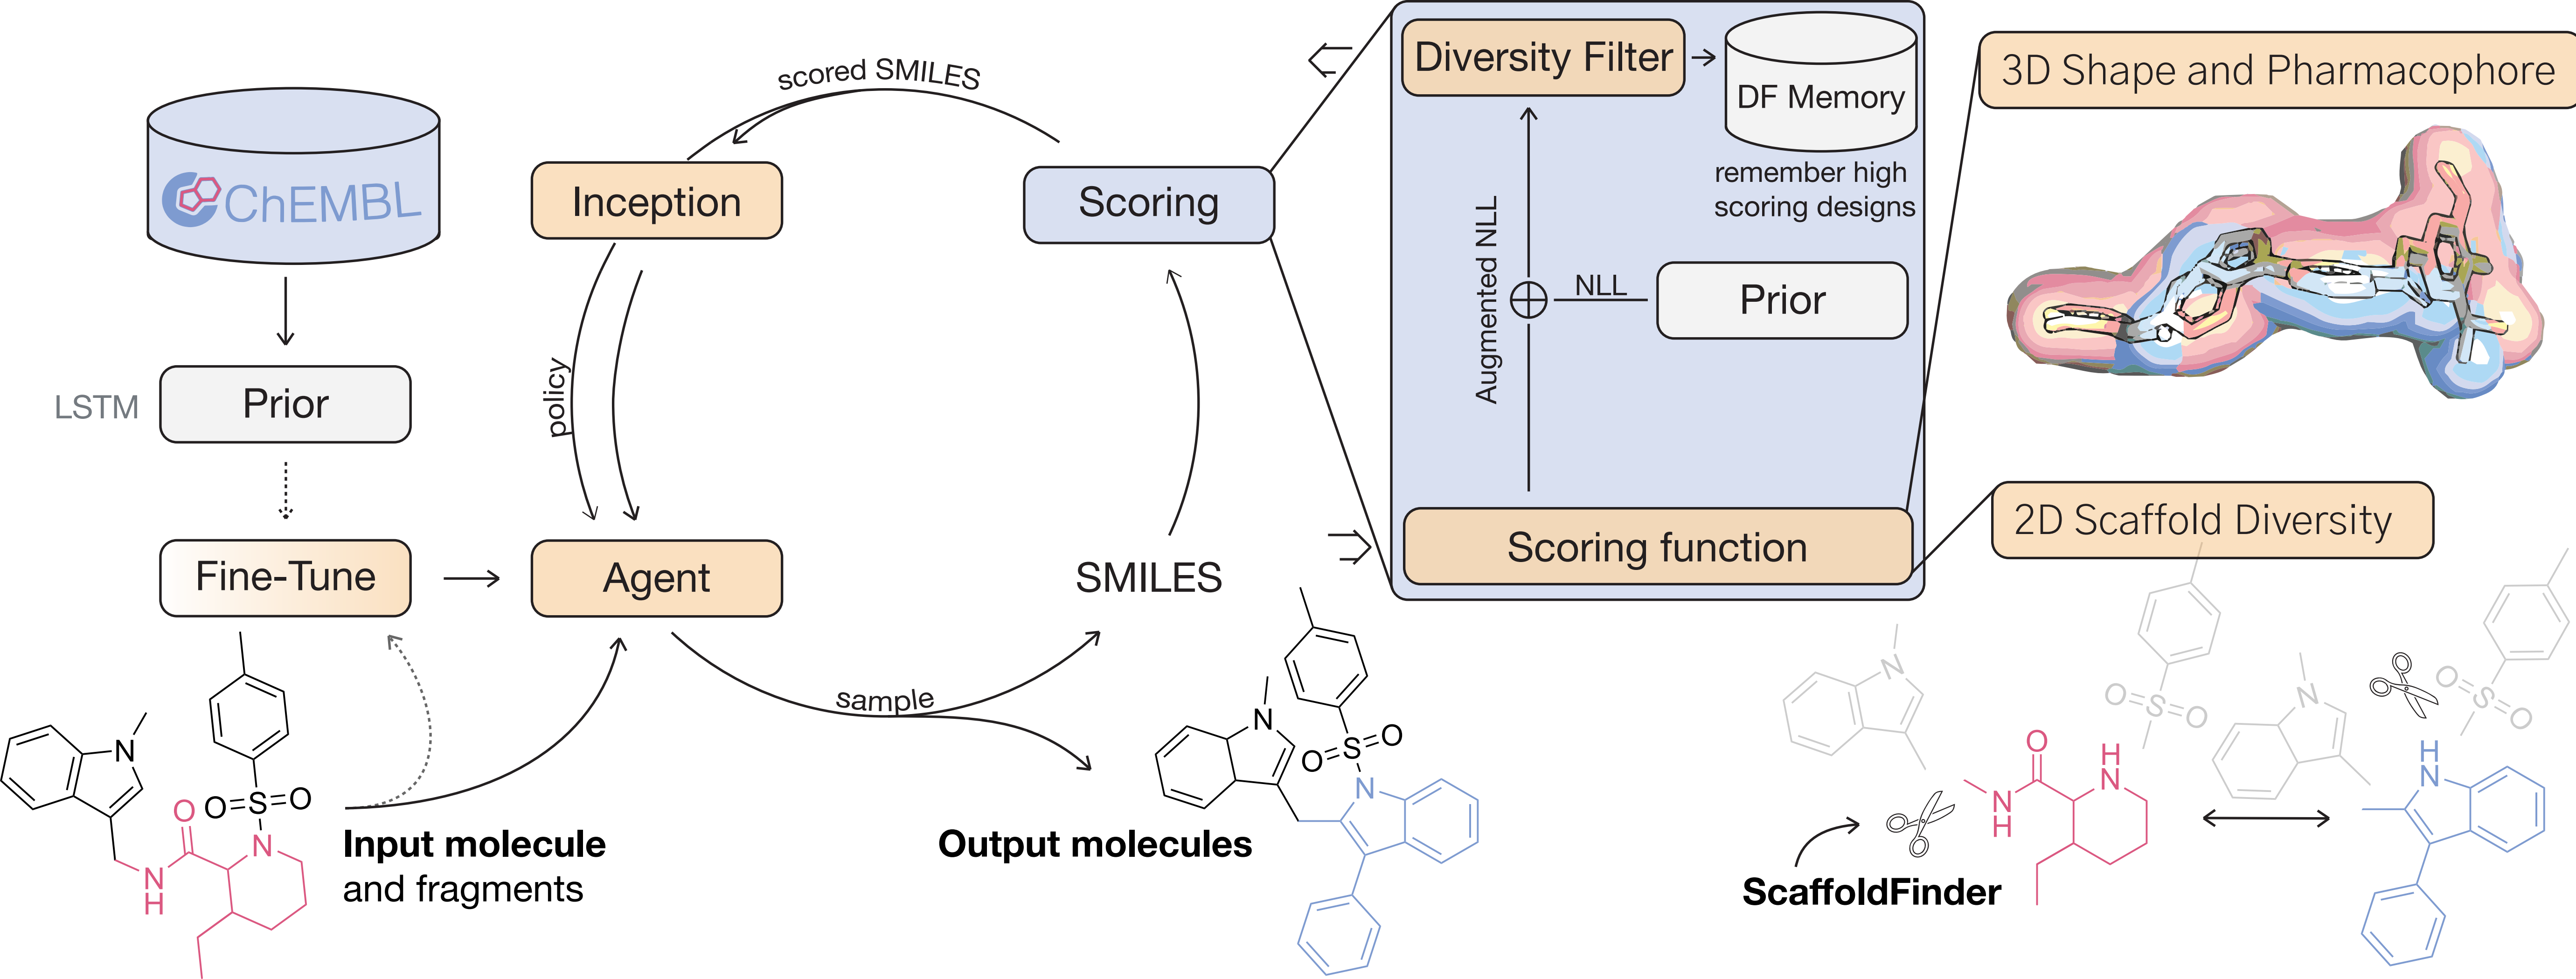 ChEMBL
LSTM
Prior
Fine-Tune
Input molecule
and fragments
N
O
O=S=O
N
N
H
scored SMILES
Inception
Scoring
policy
Agent
SMILES
sample
Output molecules
N
O=S=O
N
Diversity Filter
DF Memory
remember high
scoring designs
Augmented NLL
NLL
Prior
Scoring function
3D Shape and Pharmacophore
2D Scaffold Diversity
N
O=S=O
N
O=S=O
O
H
N
N
H
H
N
ScaffoldFinder